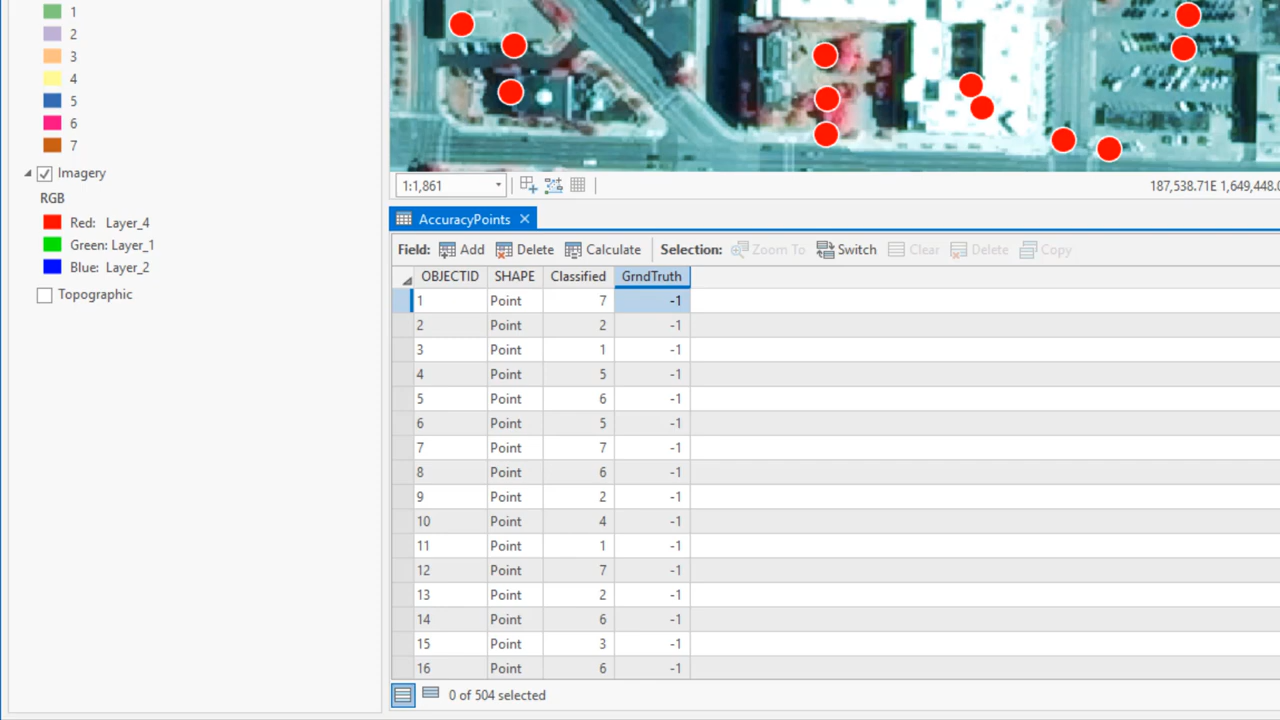 1
2
3
4
5
6
7
Imagery
RGB
Red: Layer_4
Green: Layer_1
Blue: Layer_2
Topographic
1:1,861
187,538.71E 1,649,448.0
AccuracyPoints
Field: Add Delete Calculate Selection: Zoom To Switch Clear Delete Copy
OBJECTID SHAPE Classified GrndTruth
1 Point 7 -1
2 Point 2 -1
3 Point 1 -1
4 Point 5 -1
5 Point 6 -1
6 Point 5 -1
7 Point 7 -1
8 Point 6 -1
9 Point 2 -1
10 Point 4 -1
11 Point 1 -1
12 Point 7 -1
13 Point 2 -1
14 Point 6 -1
15 Point 3 -1
16 Point 6 -1
0 of 504 selected